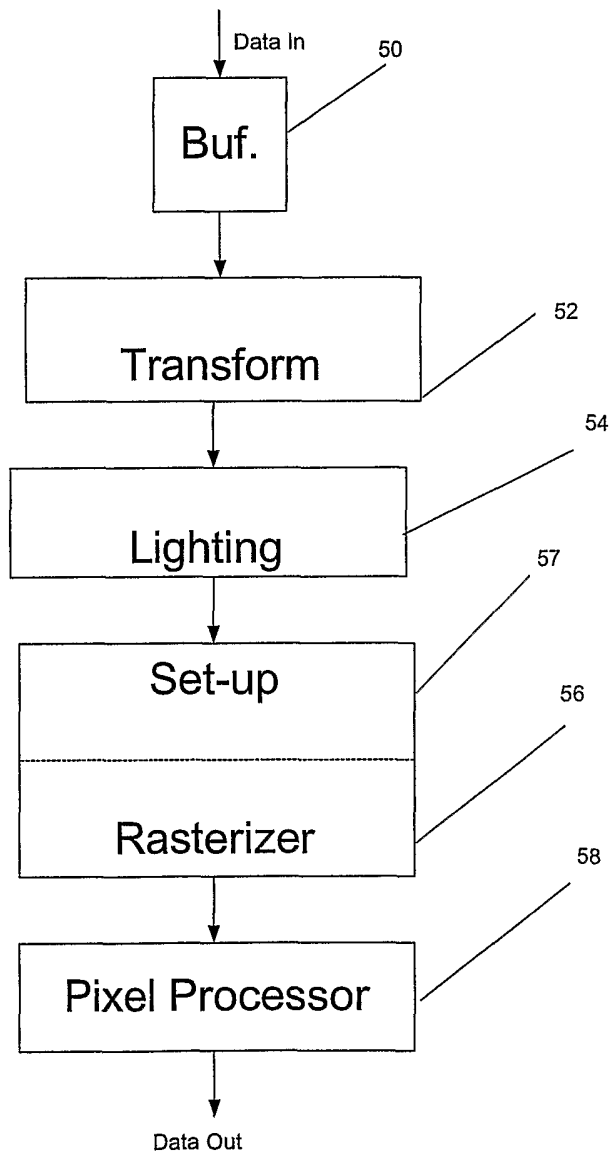 Data In
50
Buf.
52
Transform
54
Lighting
57
Set-up
56
Rasterizer
58
Pixel Processor
Data Out